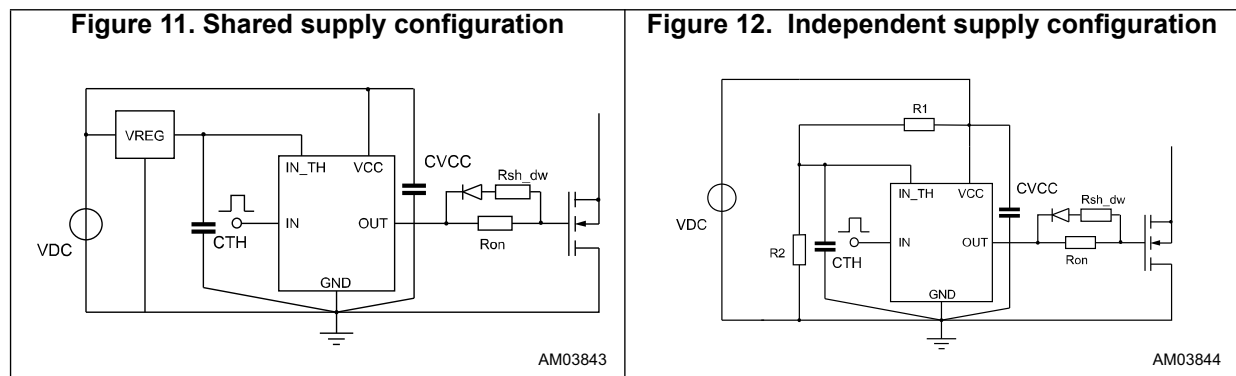 Figure 11. Shared supply configuration
VREG
IN_TH
VCC
CVCC
Rsh_dw
IN
OUT
Ron
VDC
CTH
GND
AM03843
Figure 12. Independent supply configuration
R1
IN_TH
VCC
CVCC
Rsh_dw
VDC
IN
OUT
R2
CTH
Ron
GND
AM03844